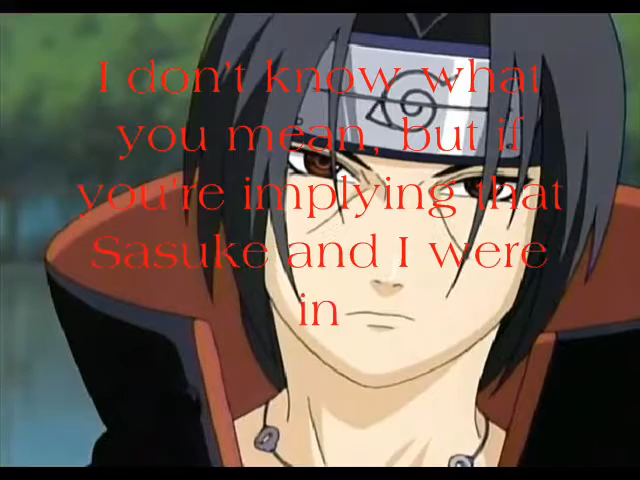 I don't know what
you mean, but if
you're implying that
Sasuke and I were
in